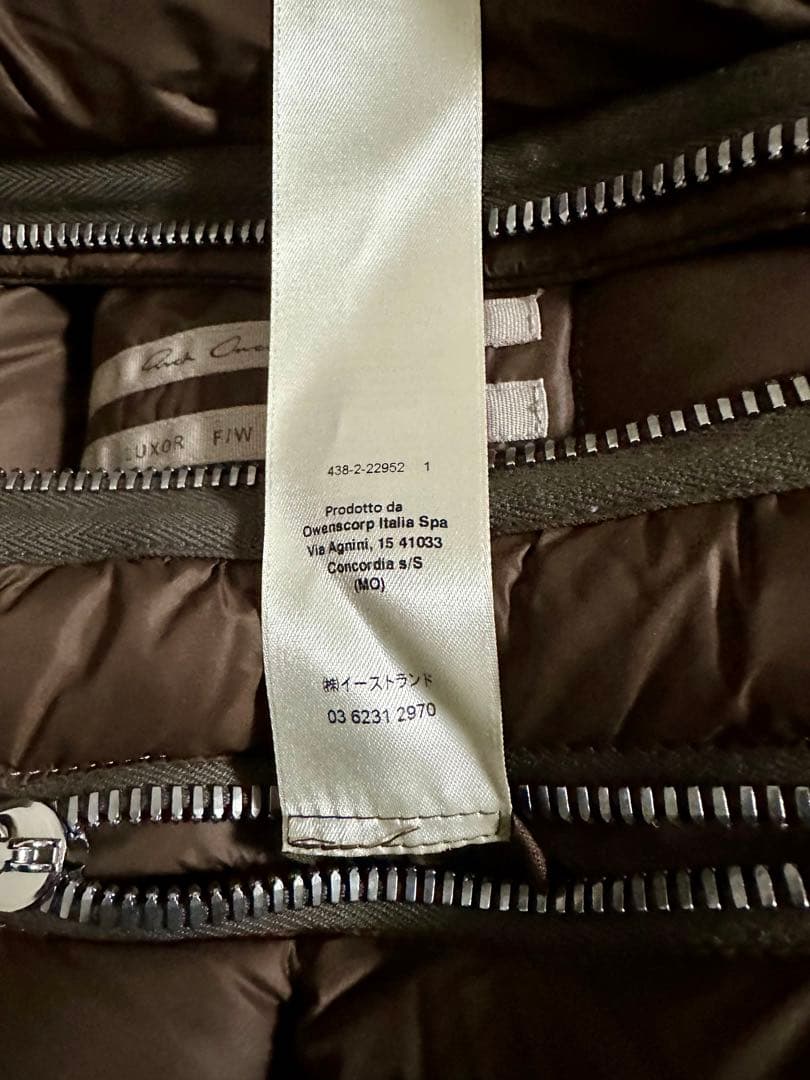 LUXOR F/W
438-2-22952 1
Prodotto da
Owenscorp Italia Spa
Via Agnini, 15 41033
Concordia s/S
(MO)
㈱イーストランド
03 6231 2970